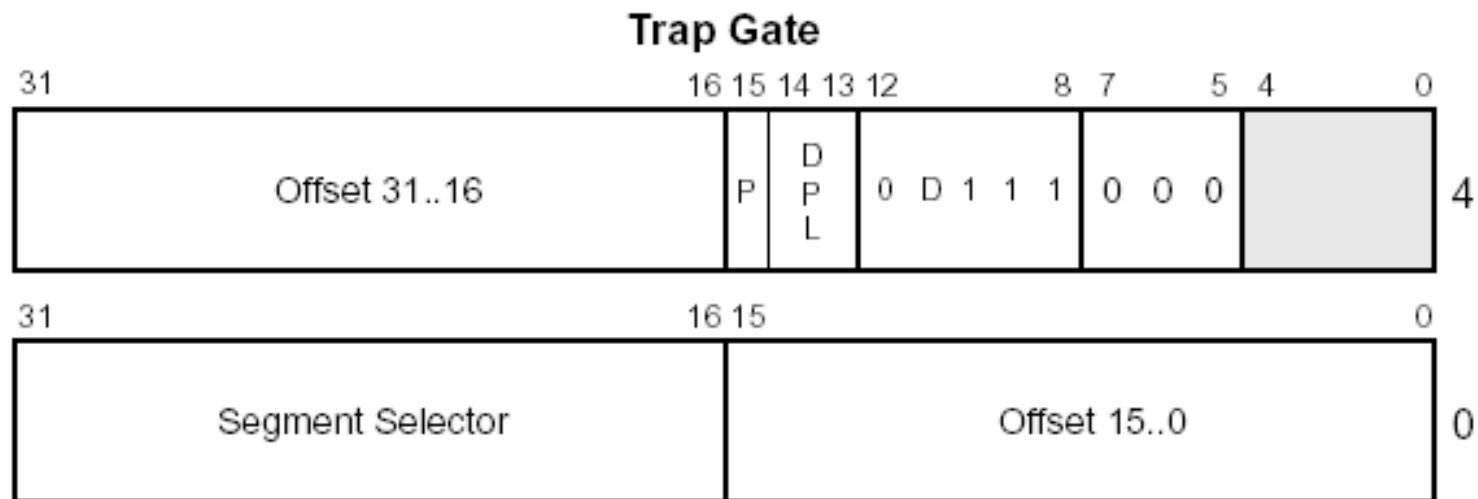 Trap Gate
31 16 15 14 13 12 8 7 5 4 0
Offset 31..16 P D P L 0 D 1 1 1 0 0 0 4
31 16 15 0
Segment Selector Offset 15..0 0